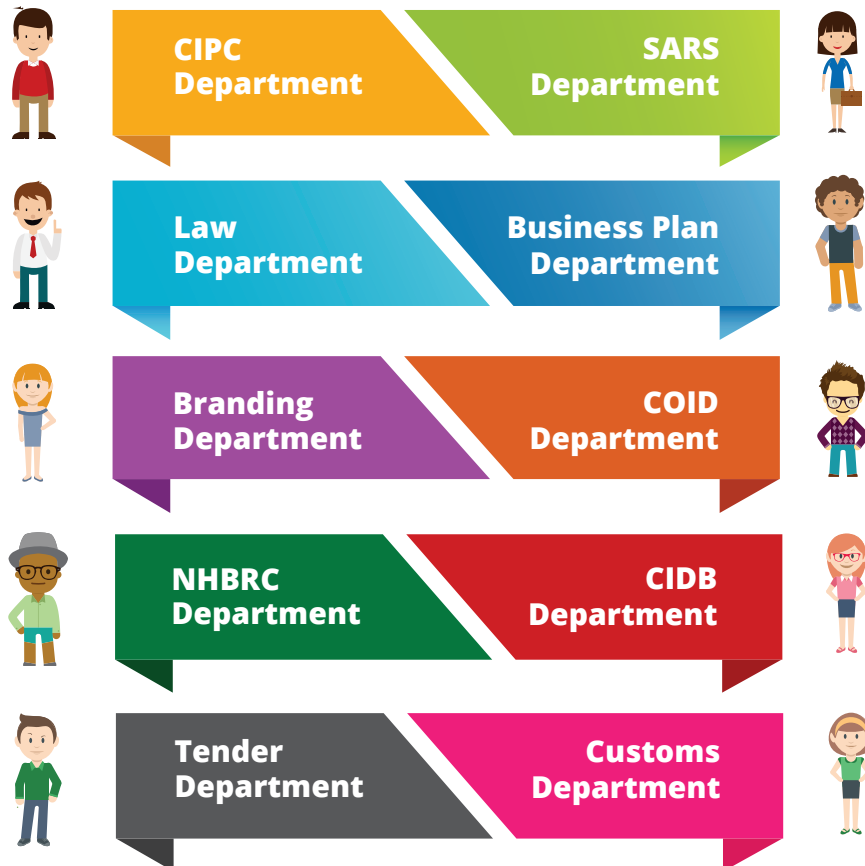 CIPC
Department
SARS
Department
Law
Department
Business Plan
Department
Branding
Department
COID
Department
NHBRC
Department
CIDB
Department
Tender
Department
Customs
Department